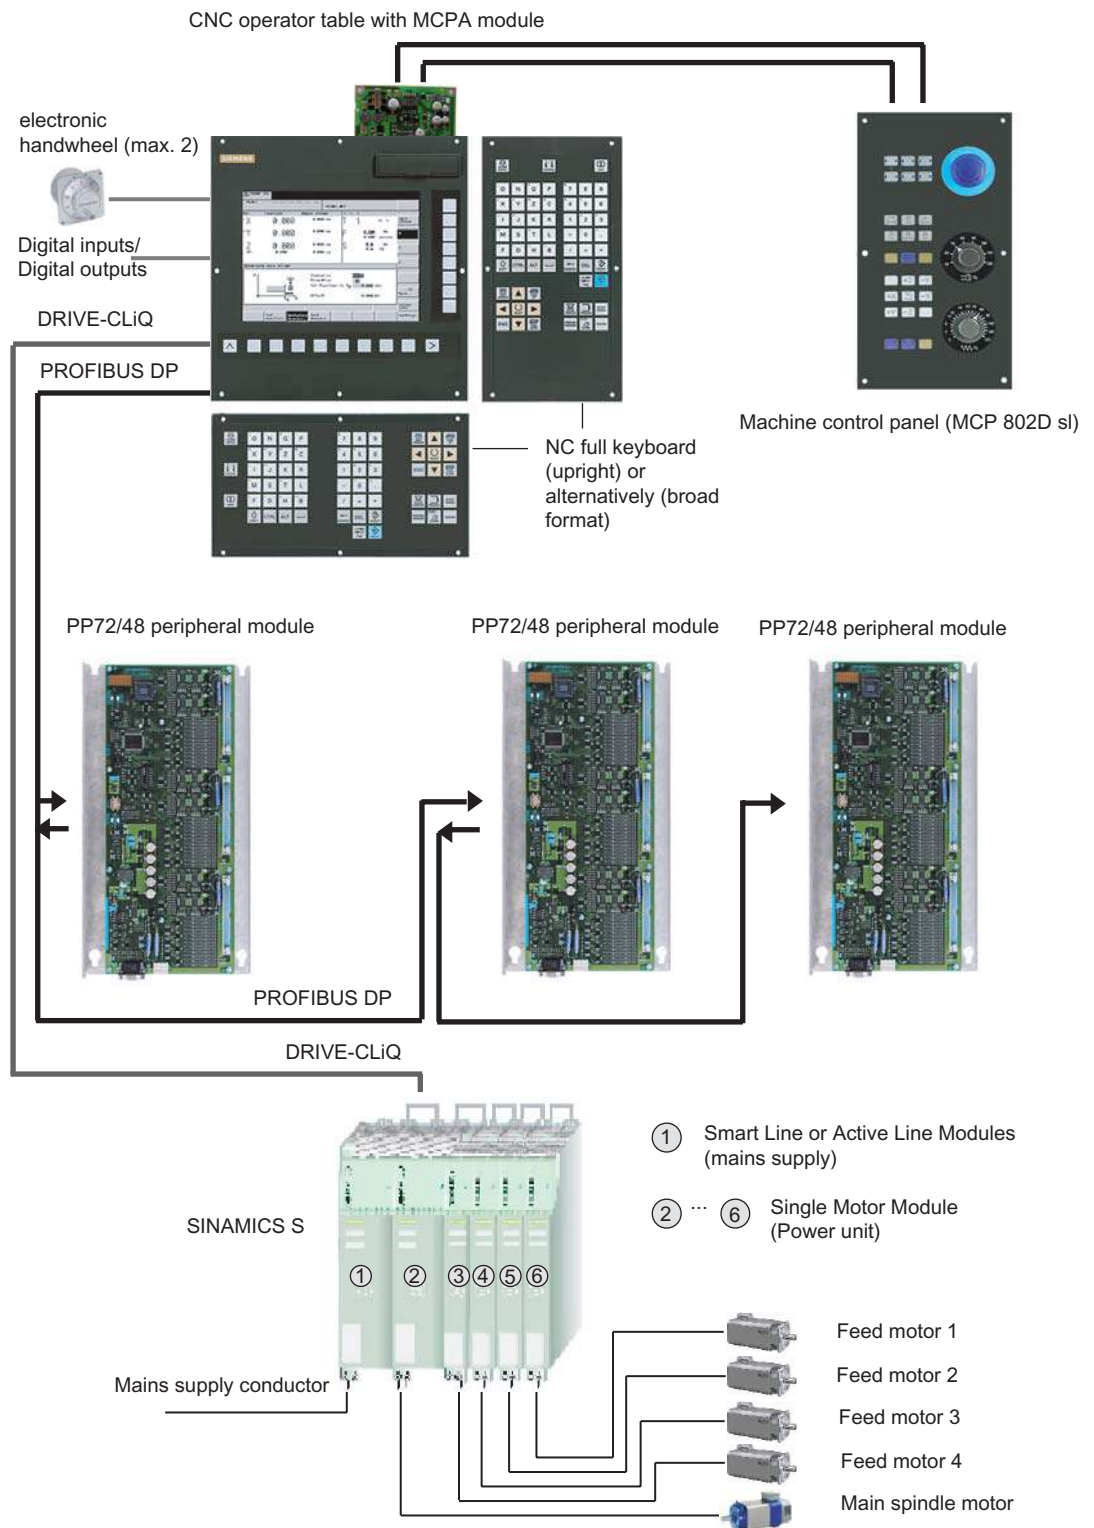 CNC operator table with MCPA module
electronic
handwheel (max. 2)
SIEMENS
Digital inputs/
Digital outputs
DRIVE-CLiQ
PROFIBUS DP
Machine control panel (MCP 802D sl)
NC full keyboard
(upright) or
alternatively (broad
format)
PP72/48 peripheral module
PP72/48 peripheral module
PP72/48 peripheral module
PROFIBUS DP
DRIVE-CLiQ
1 Smart Line or Active Line Modules
(mains supply)
2 ... 6 Single Motor Module
(Power unit)
SINAMICS S
1 2 3 4 5 6
Mains supply conductor
Feed motor 1
Feed motor 2
Feed motor 3
Feed motor 4
Main spindle motor